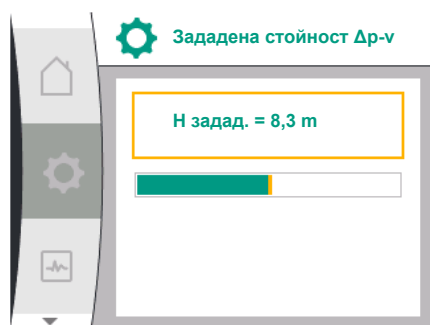 Зададена стойност Δp-v
H задад. = 8,3 m